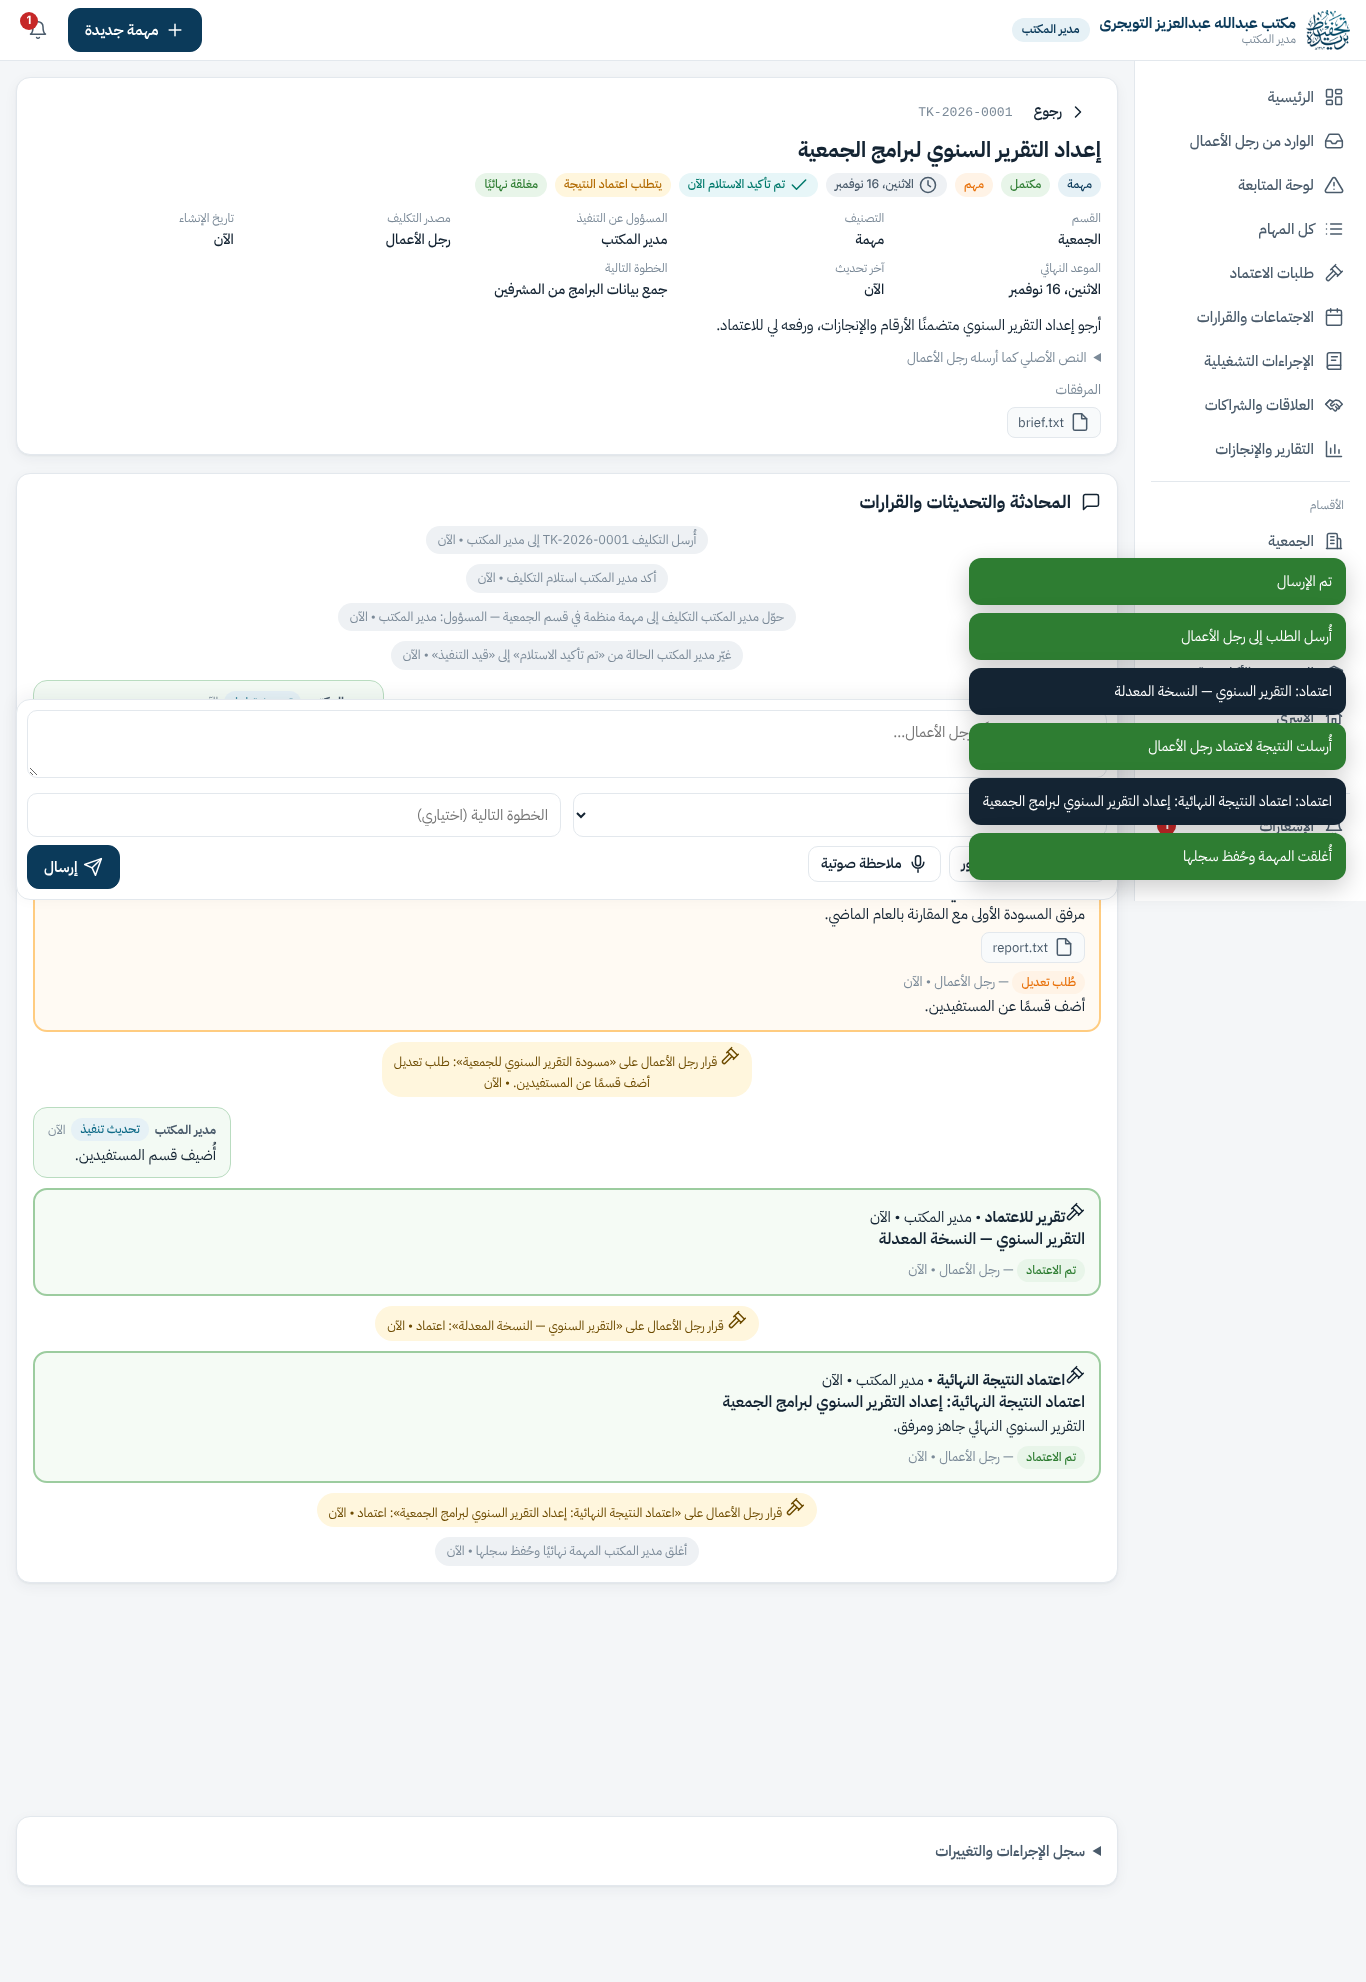 مكتب عبدالله عبدالعزيز التويجري
مدير المكتب
مدير المكتب
مهمة جديدة
1
الرئيسية
الوارد من رجل الأعمال
لوحة المتابعة
كل المهام
طلبات الاعتماد
الاجتماعات والقرارات
الإجراءات التشغيلية
العلاقات والشراكات
التقارير والإنجازات
الأقسام
الجمعية
رجوع
TK-2026-0001
إعداد التقرير السنوي لبرامج الجمعية
مهمة
مكتمل
مهم
الاثنين، 16 نوفمبر
تم تأكيد الاستلام الآن
يتطلب اعتماد النتيجة
مغلقة نهائيًا
القسم
التصنيف
المسؤول عن التنفيذ
مصدر التكليف
تاريخ الإنشاء
الجمعية
مهمة
مدير المكتب
رجل الأعمال
الآن
الموعد النهائي
آخر تحديث
الخطوة التالية
الاثنين، 16 نوفمبر
الآن
جمع بيانات البرامج من المشرفين
أرجو إعداد التقرير السنوي متضمنًا الأرقام والإنجازات، ورفعه لي للاعتماد.
النص الأصلي كما أرسله رجل الأعمال
المرفقات
brief.txt
المحادثة والتحديثات والقرارات
أُرسل التكليف TK-2026-0001 إلى مدير المكتب • الآن
أكد مدير المكتب استلام التكليف • الآن
حوّل مدير المكتب التكليف إلى مهمة منظمة في قسم الجمعية — المسؤول: مدير المكتب • الآن
غيّر مدير المكتب الحالة من «تم تأكيد الاستلام» إلى «قيد التنفيذ» • الآن
تم الإرسال
أُرسل الطلب إلى رجل الأعمال
اعتماد: التقرير السنوي — النسخة المعدلة
أُرسلت النتيجة لاعتماد رجل الأعمال
اعتماد: اعتماد النتيجة النهائية: إعداد التقرير السنوي لبرامج الجمعية
أُغلقت المهمة وحُفظ سجلها
رجل الأعمال...
الخطوة التالية (اختياري)
ملاحظة صوتية
إرسال
مرفق المسودة الأولى مع المقارنة بالعام الماضي.
report.txt
طُلب تعديل — رجل الأعمال • الآن
أضف قسمًا عن المستفيدين.
قرار رجل الأعمال على «مسودة التقرير السنوي للجمعية»: طلب تعديل
أضف قسمًا عن المستفيدين. • الآن
مدير المكتب تحديث تنفيذ الآن
أُضيف قسم المستفيدين.
تقرير للاعتماد • مدير المكتب • الآن
التقرير السنوي — النسخة المعدلة
تم الاعتماد — رجل الأعمال • الآن
قرار رجل الأعمال على «التقرير السنوي — النسخة المعدلة»: اعتماد • الآن
اعتماد النتيجة النهائية • مدير المكتب • الآن
اعتماد النتيجة النهائية: إعداد التقرير السنوي لبرامج الجمعية
التقرير السنوي النهائي جاهز ومرفق.
تم الاعتماد — رجل الأعمال • الآن
قرار رجل الأعمال على «اعتماد النتيجة النهائية: إعداد التقرير السنوي لبرامج الجمعية»: اعتماد • الآن
أغلق مدير المكتب المهمة نهائيًا وحُفظ سجلها • الآن
سجل الإجراءات والتغييرات